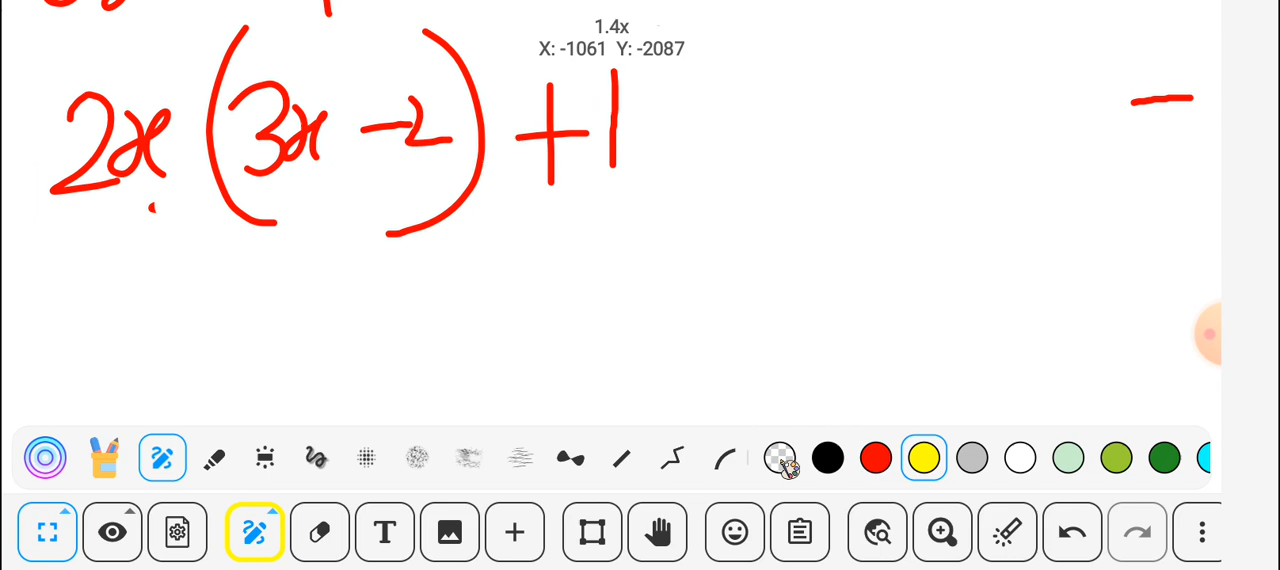 1.4x
X: -1061 Y: -2087
2x (3x - 2) + 1
T